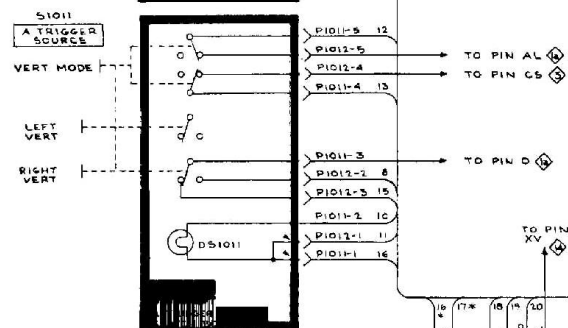 S1011
A TRIGGER SOURCE
VERT MODE
LEFT VERT
RIGHT VERT
DS1011
P1011-5 12
P1012-5 TO PIN AL
P1012-4 TO PIN CS
P1011-4 13
P1011-3 TO PIN D
P1012-2 8
P1012-3 15
P1011-2 10
P1012-1 11
P1011-1 16
TO PIN
XV
16 * 17* 18 19 20